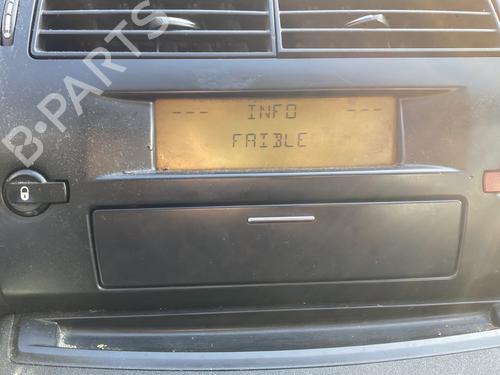 B-PARTS
--- INFO ---
FAIBLE